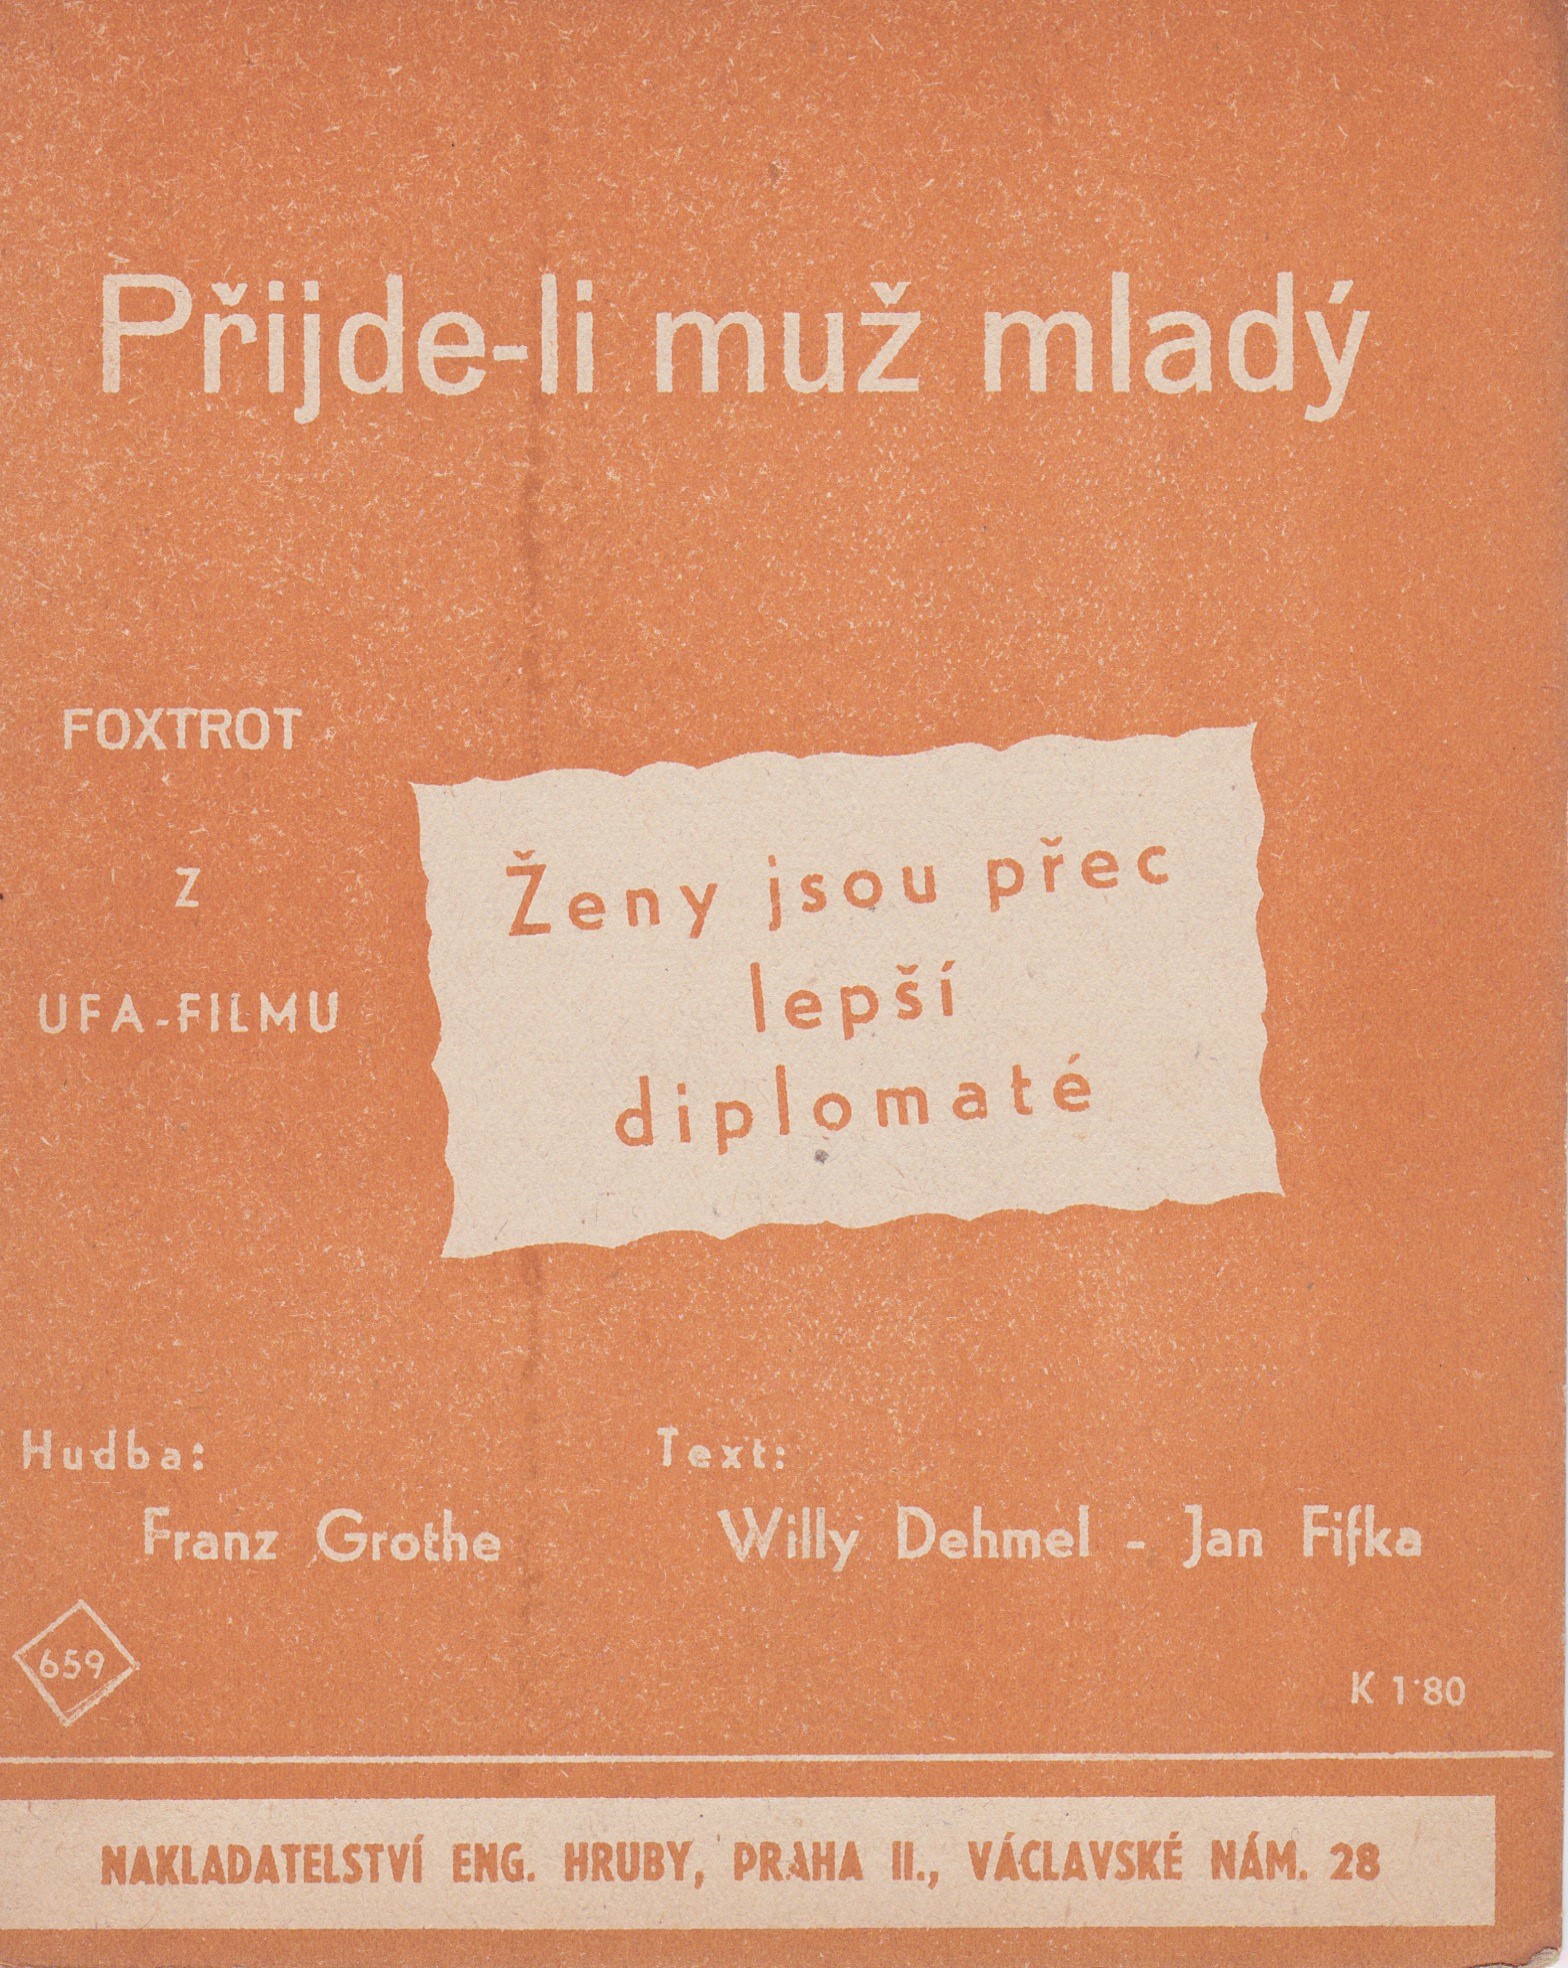 Přijde-li muž mladý
FOXTROT
Z
UFA-FILMU
Ženy jsou přec
lepší
diplomaté
Hudba:
Franz Grothe
Text:
Willy Dehmel - Jan Fifka
659
K 1·80
NAKLADATELSTVÍ ENG. HRUBY, PRAHA II., VÁCLAVSKÉ NÁM. 28